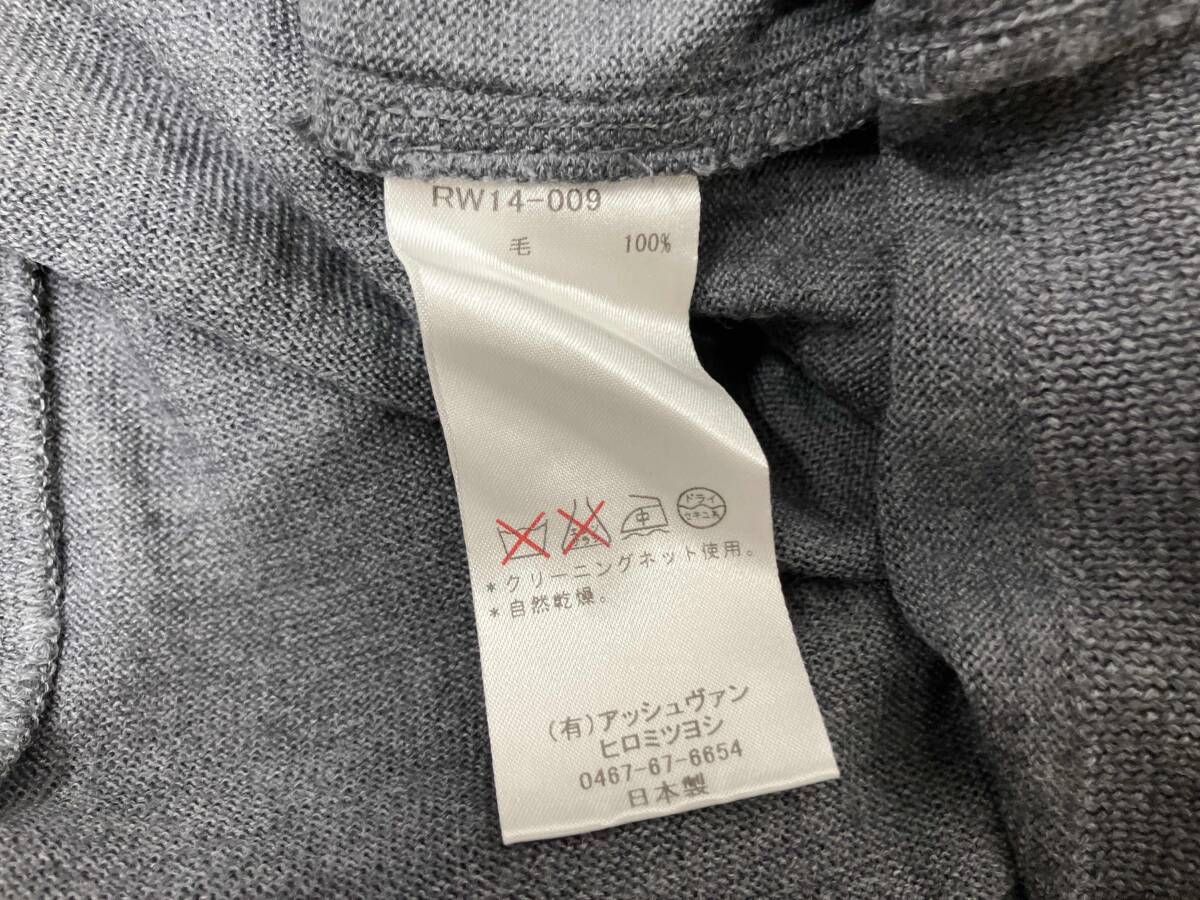 RW14-009
毛 100%
中 ドライ
セキユ系
*クリーニングネット使用。
*自然乾燥。
(有)アッシュヴァン
ヒロミツヨシ
0467-67-6654
日本製